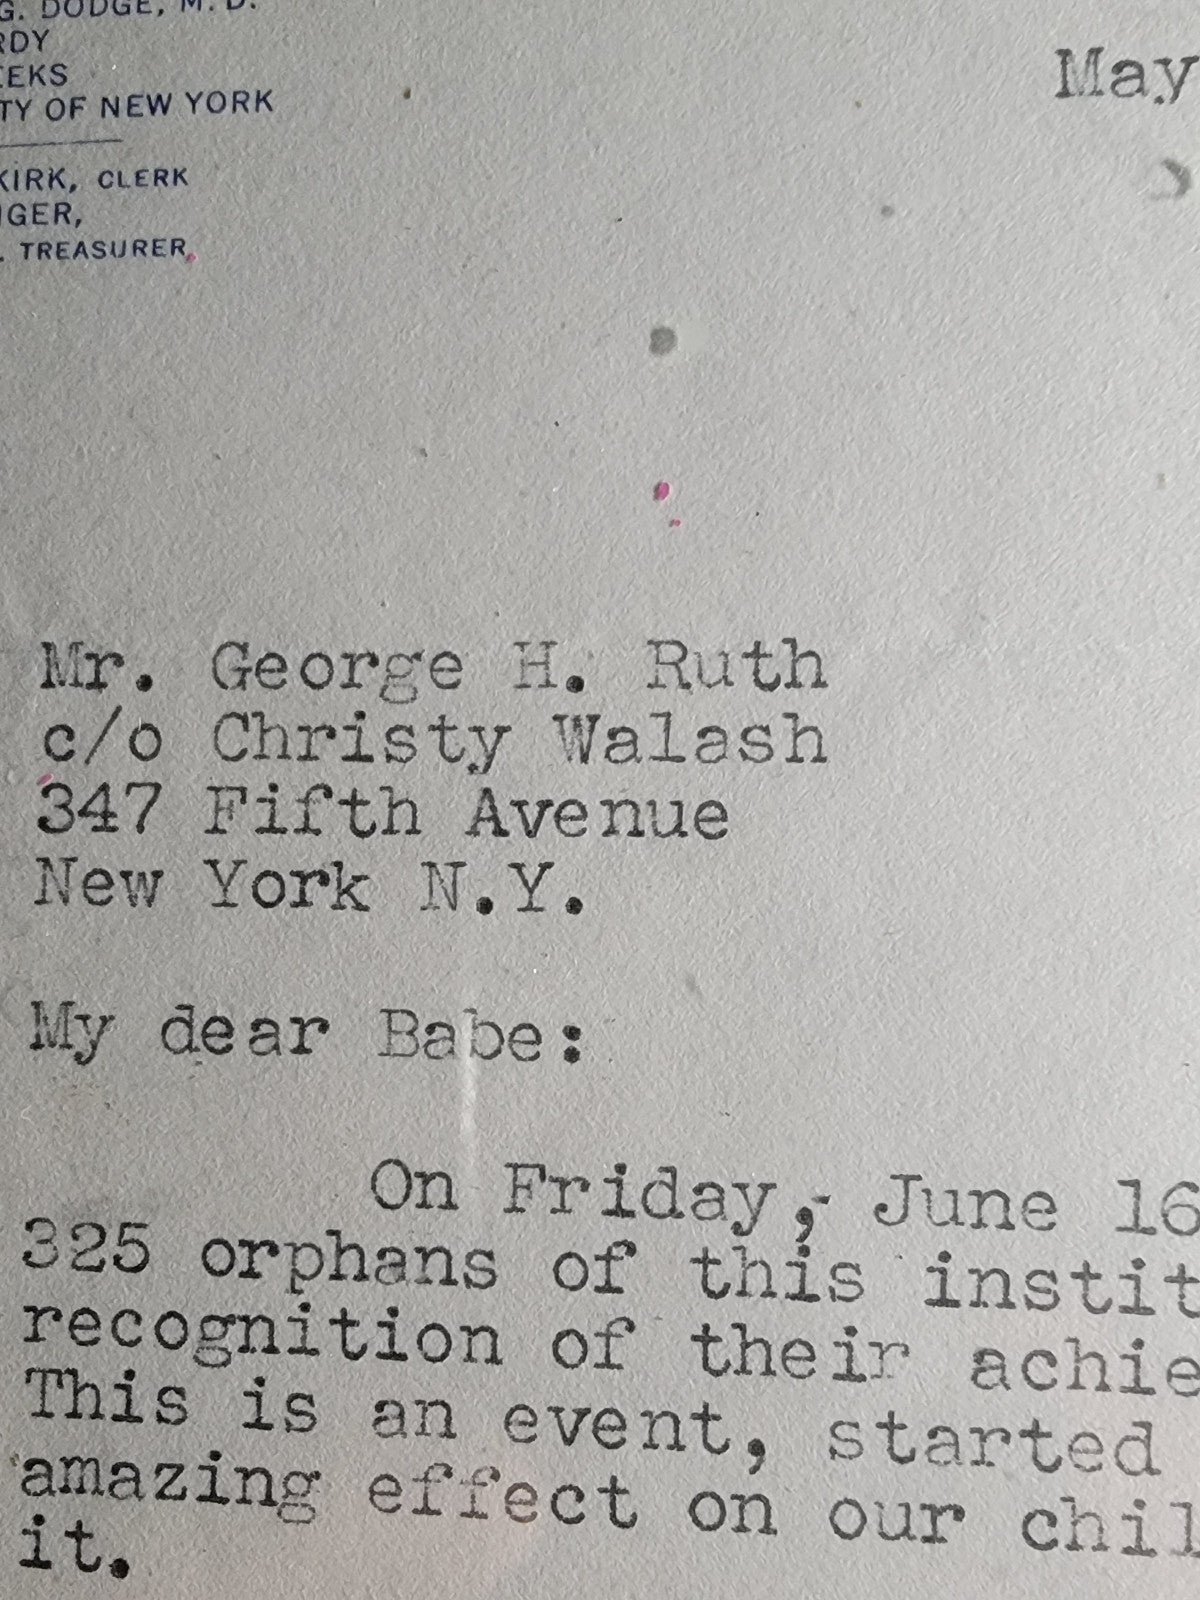 G. DODGE, M.D.
RDY
EEKS
TY OF NEW YORK
KIRK, CLERK
GER,
. TREASURER
May
Mr. George H. Ruth
c/o Christy Walash
347 Fifth Avenue
New York N.Y.
My dear Babe:
On Friday, June 16
325 orphans of this instit
recognition of their achie
This is an event, started
amazing effect on our chil
it.